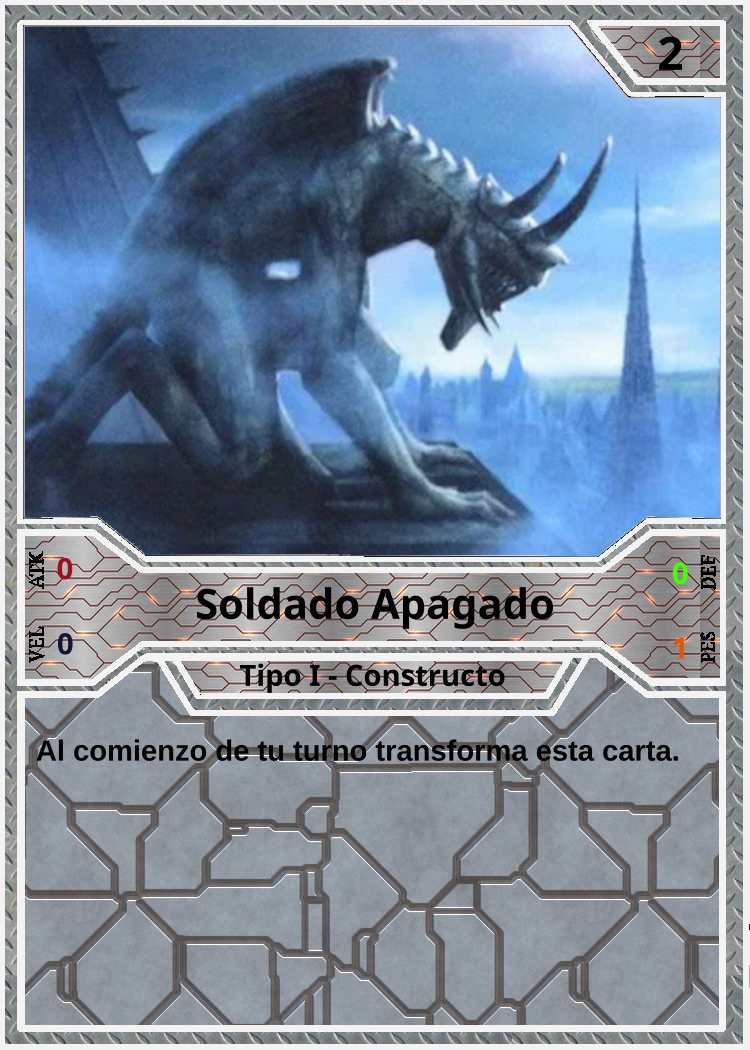 2
ATK 0
0 DEF
Soldado Apagado
VEL 0
1 PES
Tipo I - Constructo
Al comienzo de tu turno transforma esta carta.